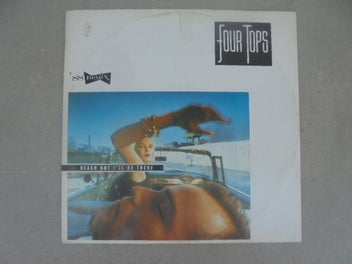 FOUR TOPS
'88 REMIX
REACH OUT I'LL BE THERE